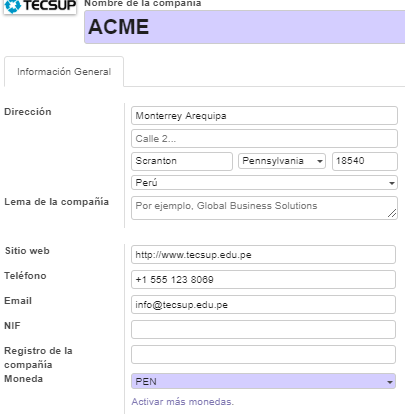 TECSUP
Nombre de la compañía
ACME
Información General
Dirección
Monterrey Arequipa
Calle 2...
Scranton Pennsylvania 18540
Perú
Lema de la compañía
Por ejemplo, Global Business Solutions
Sitio web http://www.tecsup.edu.pe
Teléfono +1 555 123 8069
Email info@tecsup.edu.pe
NIF
Registro de la
compañía
Moneda PEN
Activar más monedas.